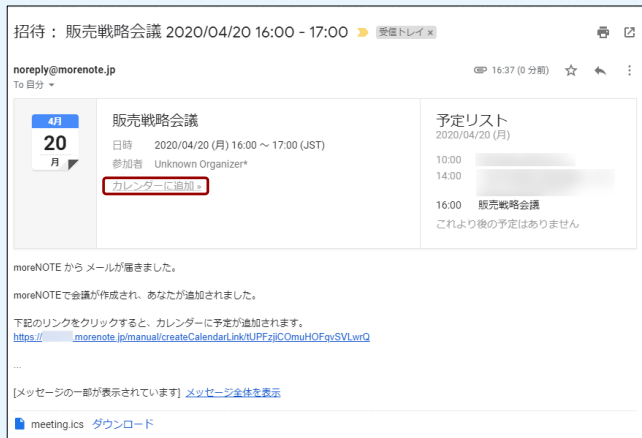 招待： 販売戦略会議 2020/04/20 16:00 - 17:00 受信トレイ ×
noreply@morenote.jp 16:37 (0 分前)
To 自分
4月
20
月
販売戦略会議
日時 2020/04/20 (月) 16:00 ～ 17:00 (JST)
参加者 Unknown Organizer*
カレンダーに追加 »
予定リスト
2020/04/20 (月)
10:00
14:00
16:00 販売戦略会議
これより後の予定はありません
moreNOTE から メールが届きました。
moreNOTEで会議が作成され、あなたが追加されました。
下記のリンクをクリックすると、カレンダーに予定が追加されます。
https:// .morenote.jp/manual/createCalendarLink/tUPFzjiCOmuHOFqvSVLwrQ
...
[メッセージの一部が表示されています] メッセージ全体を表示
meeting.ics ダウンロード